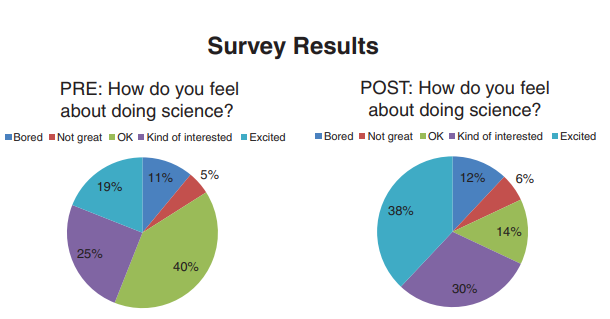 Survey Results
PRE: How do you feel
about doing science?
Bored Not great OK Kind of interested Excited
11%
5%
40%
25%
19%
POST: How do you feel
about doing science?
Bored Not great OK Kind of interested Excited
12%
6%
14%
30%
38%